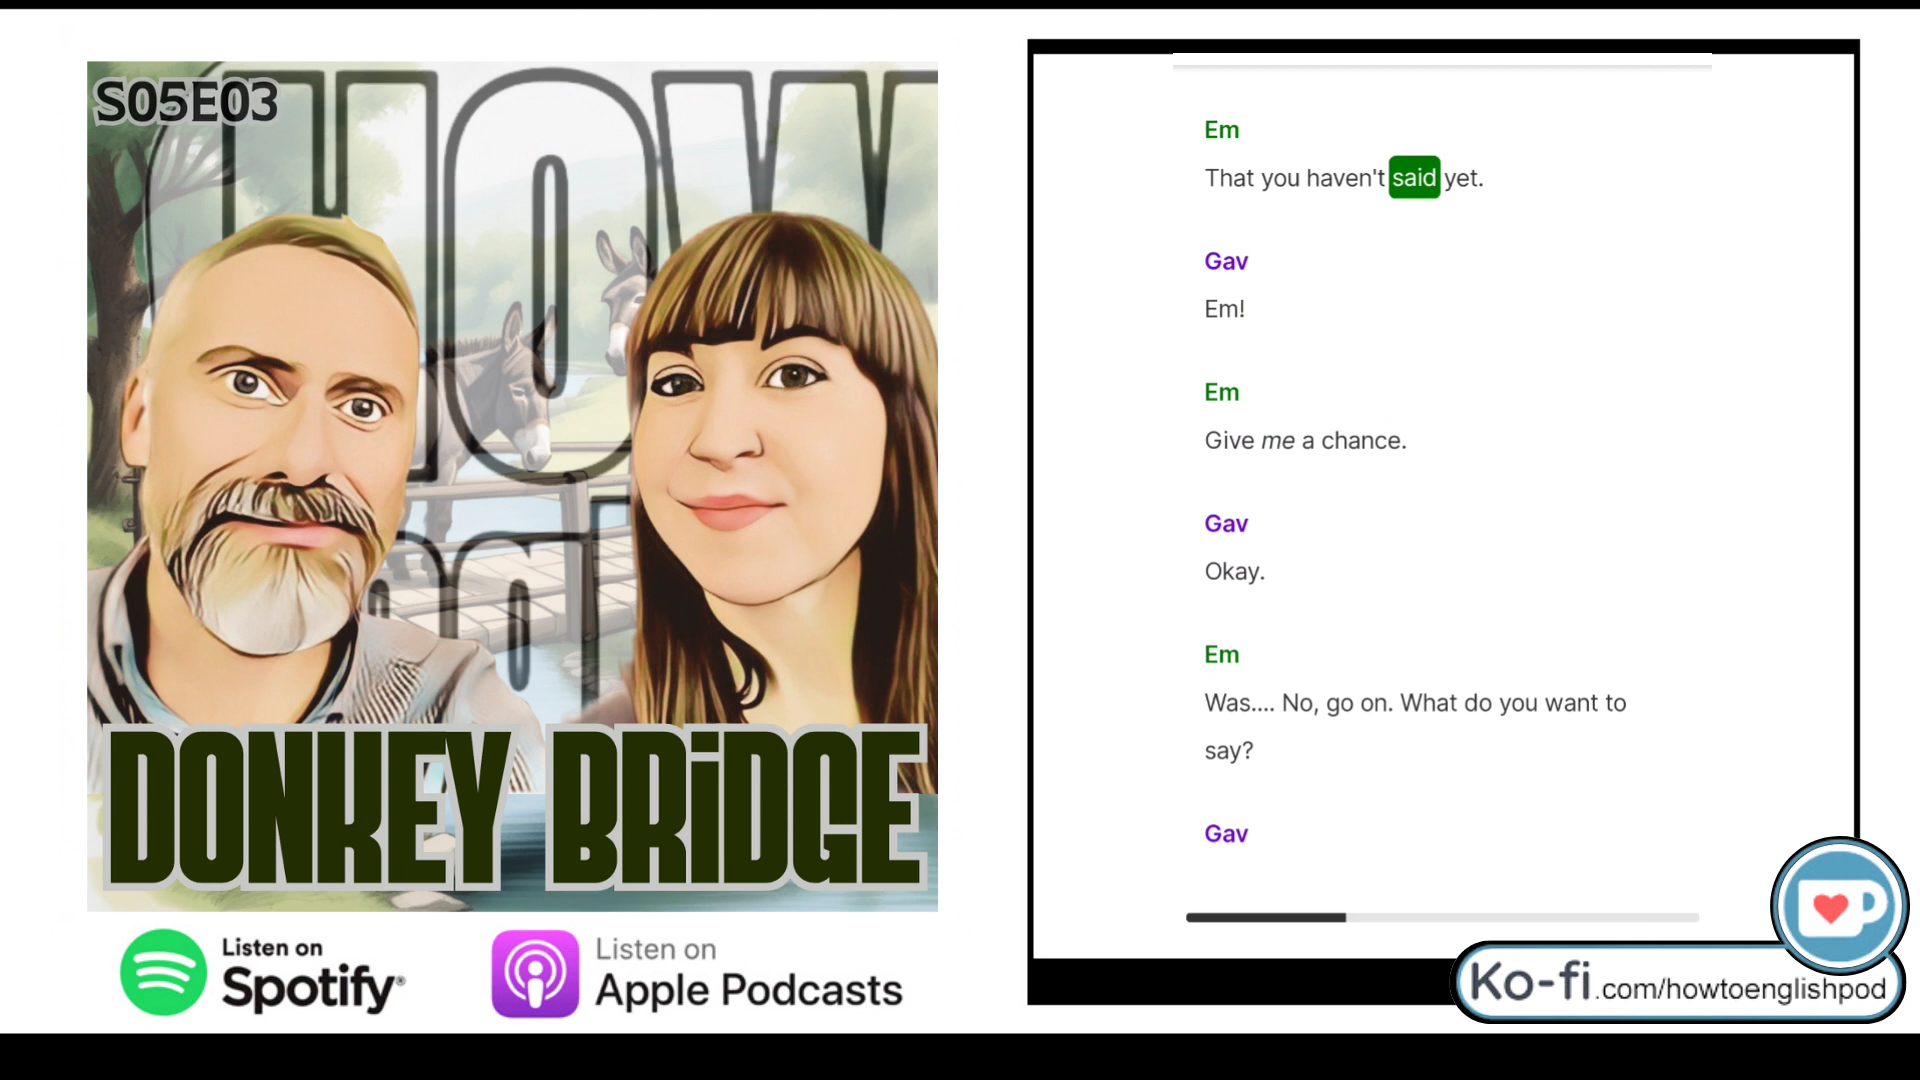 S05E03
HOW
DONKEY BRiDGE
Listen on
Spotify®
Listen on
Apple Podcasts
Em
That you haven't said yet.
Gav
Em!
Em
Give me a chance.
Gav
Okay.
Em
Was.... No, go on. What do you want to
say?
Gav
Ko-fi.com/howtoenglishpod